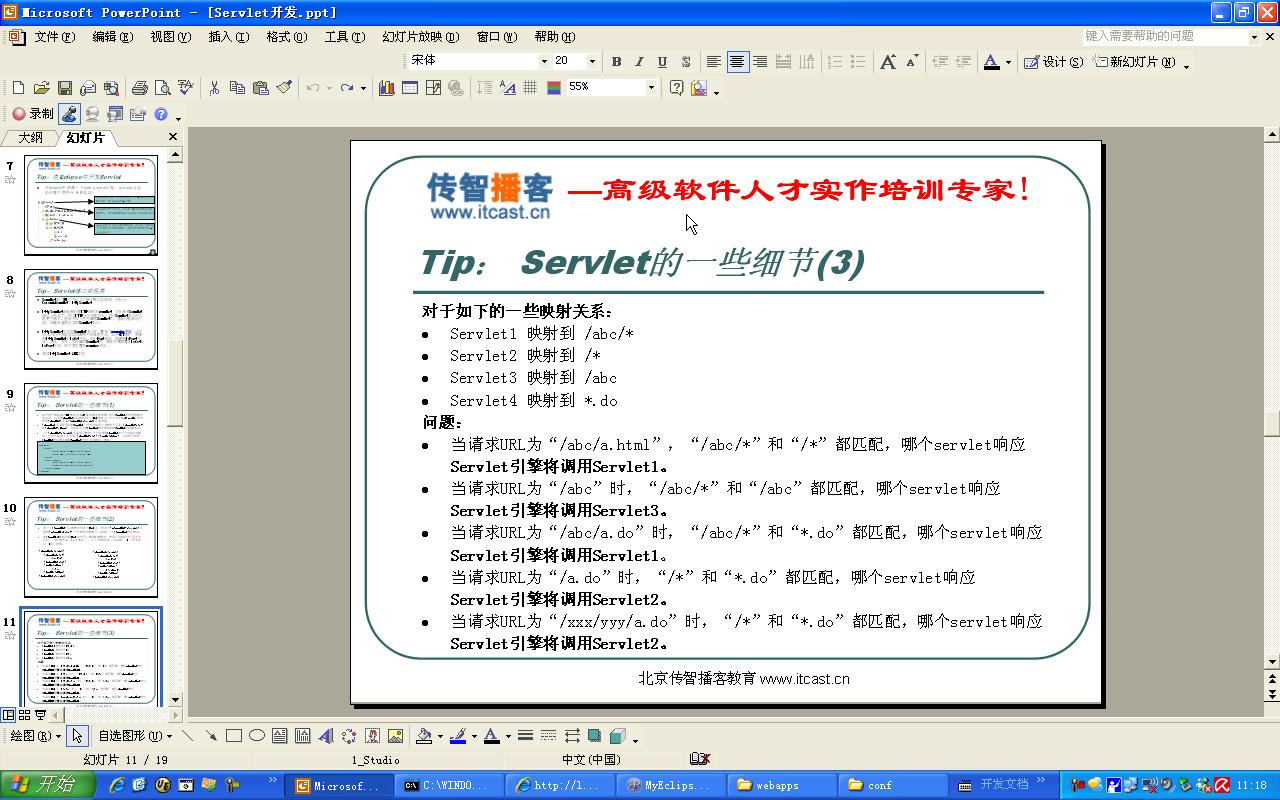 Microsoft PowerPoint - [Servlet开发.ppt]
文件(F) 编辑(E) 视图(V) 插入(I) 格式(O) 工具(T) 幻灯片放映(D) 窗口(W) 帮助(H) 键入需要帮助的问题
宋体 20 B I U S A A A 设计(S) 新幻灯片(N)
55%
录制
大纲 幻灯片
7
8
9
10
11
传智播客 —高级软件人才实作培训专家!
www.itcast.cn
Tip: Servlet的一些细节(3)
对于如下的一些映射关系:
● Servlet1 映射到 /abc/*
● Servlet2 映射到 /*
● Servlet3 映射到 /abc
● Servlet4 映射到 *.do
问题:
● 当请求URL为“/abc/a.html”,“/abc/*”和“/*”都匹配,哪个servlet响应
Servlet引擎将调用Servlet1。
● 当请求URL为“/abc”时,“/abc/*”和“/abc”都匹配,哪个servlet响应
Servlet引擎将调用Servlet3。
● 当请求URL为“/abc/a.do”时,“/abc/*”和“*.do”都匹配,哪个servlet响应
Servlet引擎将调用Servlet1。
● 当请求URL为“/a.do”时,“/*”和“*.do”都匹配,哪个servlet响应
Servlet引擎将调用Servlet2。
● 当请求URL为“/xxx/yyy/a.do”时,“/*”和“*.do”都匹配,哪个servlet响应
Servlet引擎将调用Servlet2。
北京传智播客教育 www.itcast.cn
绘图(R) 自选图形(U)
幻灯片 11 / 19 1_Studio 中文(中国)
开始 Microsof... C:\WINDO... http://l... MyEclips... webapps conf 开发文档 11:18